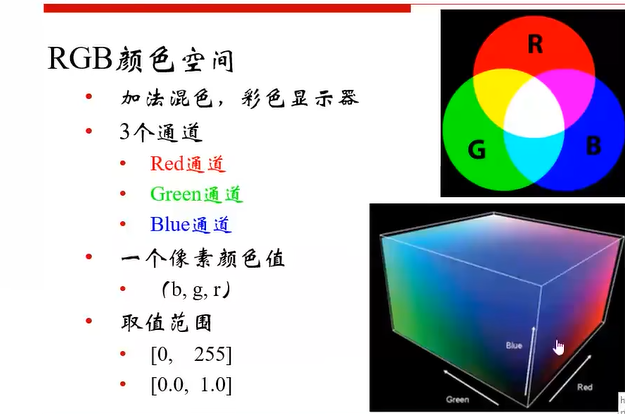 RGB颜色空间
• 加法混色，彩色显示器
• 3个通道
• Red通道
• Green通道
• Blue通道
• 一个像素颜色值
• （b, g, r）
• 取值范围
• [0,   255]
• [0.0,  1.0]
R
G
B
Blue
Green
Red